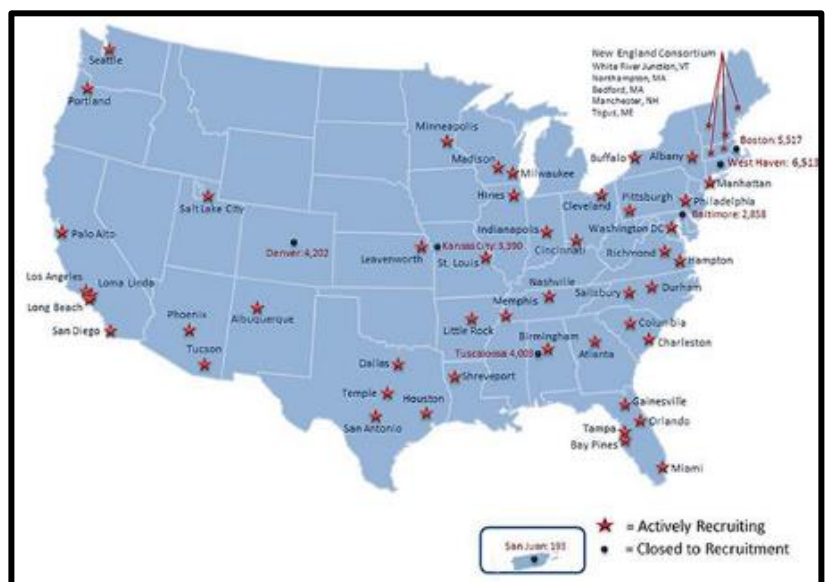 Seattle
Portland
New England Consortium
White River Junction, VT
Northampton, MA
Bedford, MA
Manchester, NH
Togus, ME
Minneapolis
Madison
Milwaukee
Buffalo
Albany
Boston: 5,517
West Haven: 6,513
Manhattan
Hines
Cleveland
Pittsburgh
Philadelphia
Baltimore: 2,858
Salt Lake City
Palo Alto
Denver: 4,202
Leavenworth
Kansas City: 3,390
St. Louis
Indianapolis
Cincinnati
Washington DC
Richmond
Hampton
Los Angeles
Loma Linda
Long Beach
San Diego
Phoenix
Tucson
Albuquerque
Nashville
Memphis
Salisbury
Durham
Little Rock
Birmingham
Tuscaloosa 4,003
Atlanta
Columbia
Charleston
Dallas
Shreveport
Temple
Houston
San Antonio
Gainesville
Orlando
Tampa
Bay Pines
Miami
San Juan: 193
= Actively Recruiting
= Closed to Recruitment